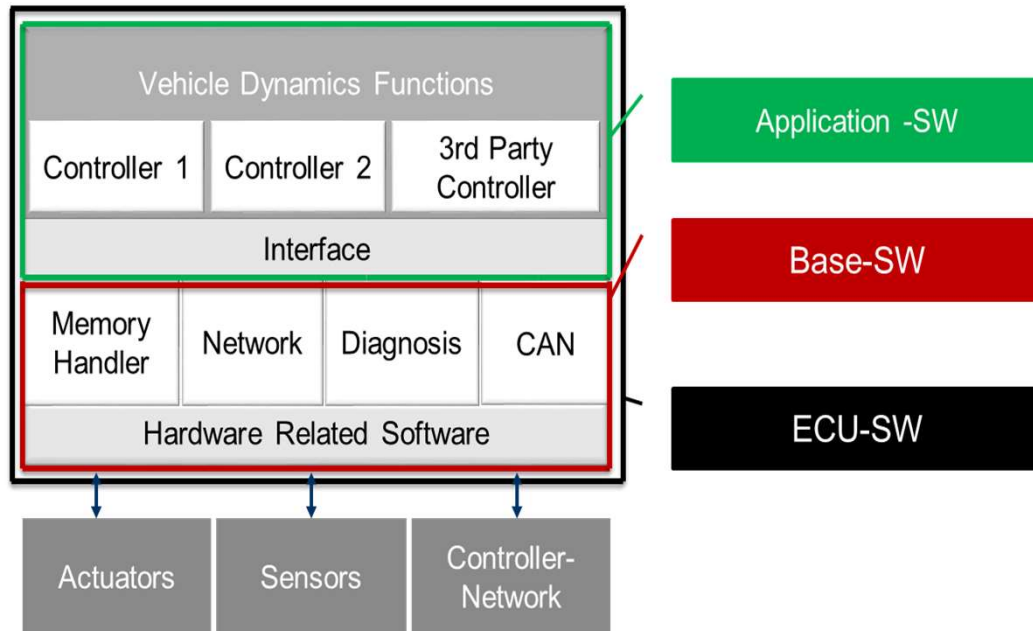 Vehicle Dynamics Functions
Controller 1
Controller 2
3rd Party
Controller
Interface
Memory
Handler
Network
Diagnosis
CAN
Hardware Related Software
Actuators
Sensors
Controller-
Network
Application -SW
Base-SW
ECU-SW